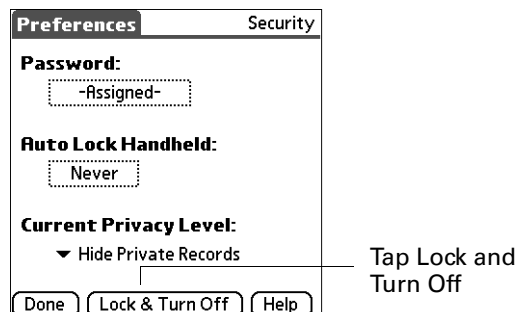 Preferences Security
Password:
-Assigned-
Auto Lock Handheld:
Never
Current Privacy Level:
Hide Private Records
Tap Lock and
Turn Off
Done Lock & Turn Off Help